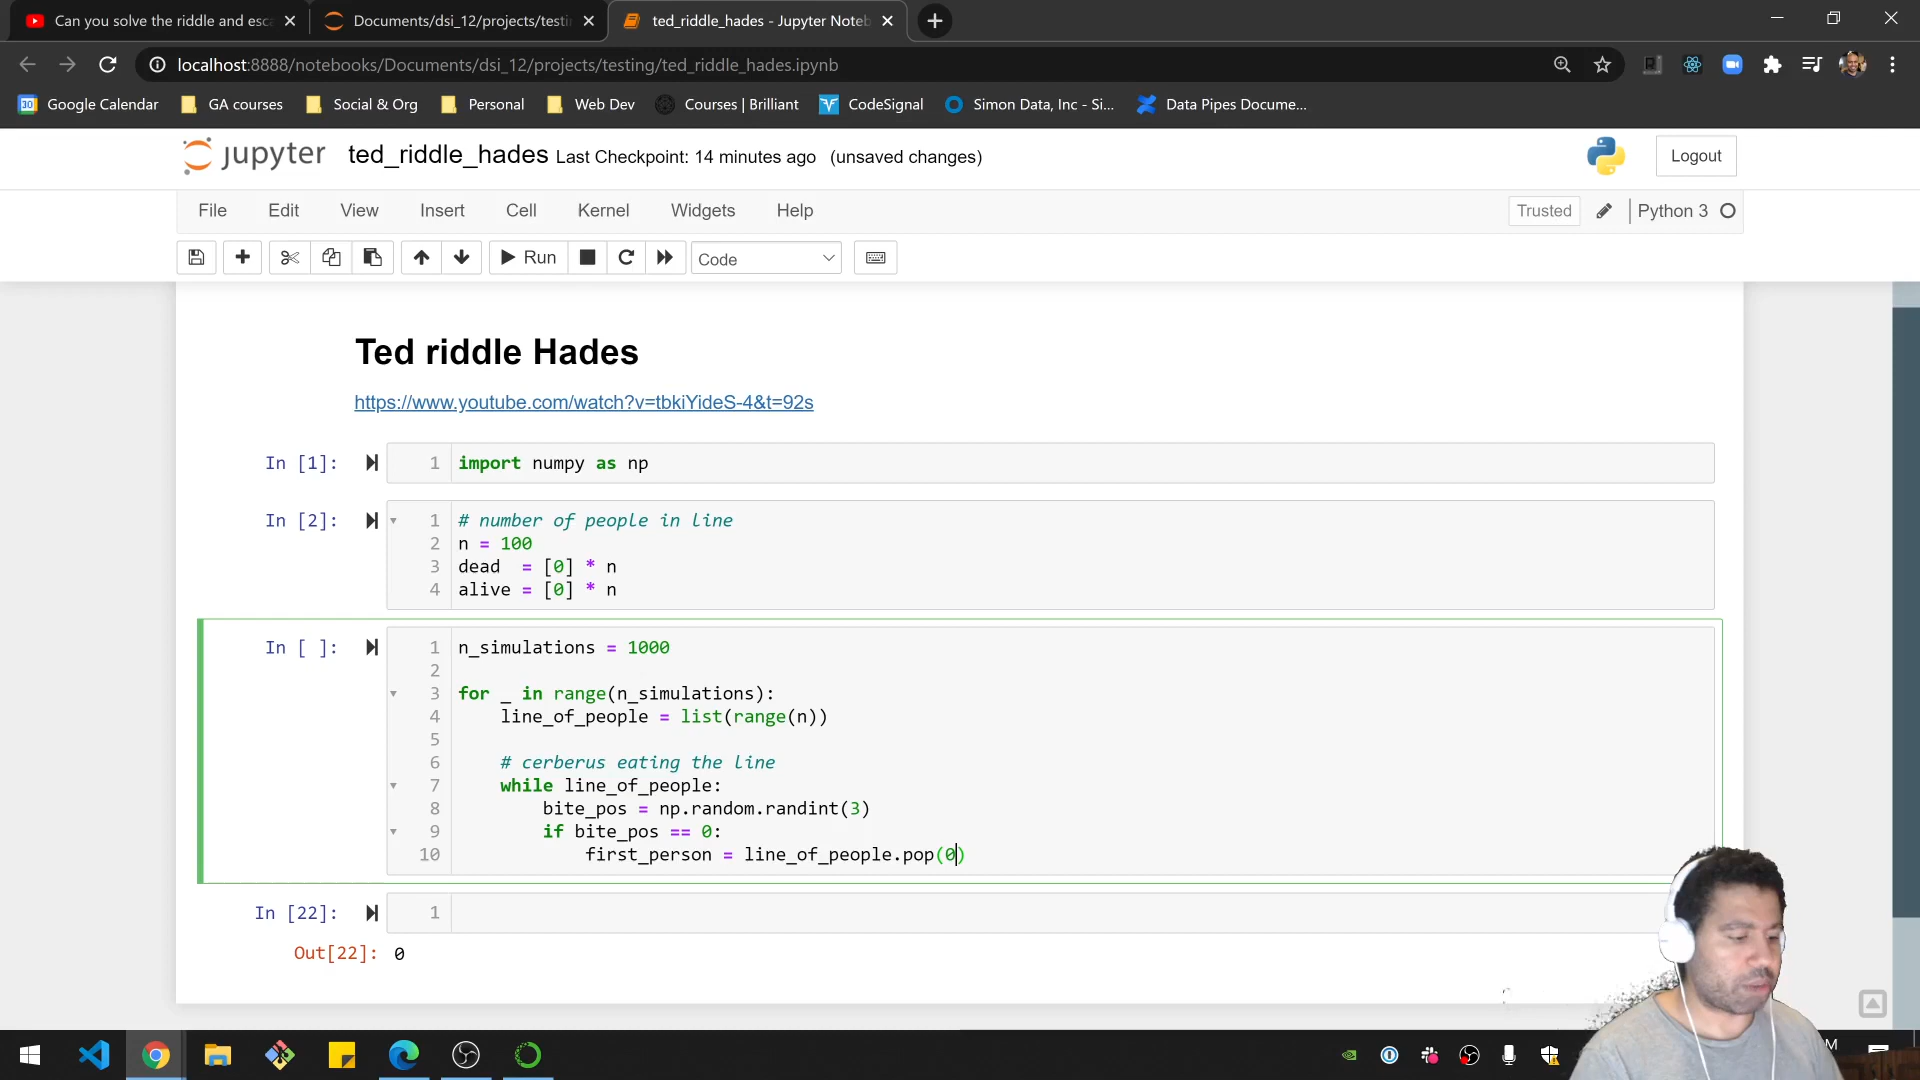 Can you solve the riddle and esc
Documents/dsi_12/projects/testi
ted_riddle_hades - Jupyter Noteb
localhost:8888/notebooks/Documents/dsi_12/projects/testing/ted_riddle_hades.ipynb
Google Calendar
GA courses
Social & Org
Personal
Web Dev
Courses | Brilliant
CodeSignal
Simon Data, Inc - Si...
Data Pipes Docume...
jupyter
ted_riddle_hades Last Checkpoint: 14 minutes ago (unsaved changes)
Logout
File Edit View Insert Cell Kernel Widgets Help
Trusted
Python 3
Run
Code
Ted riddle Hades
https://www.youtube.com/watch?v=tbkiYideS-4&t=92s
In [1]:
1 import numpy as np
In [2]:
1 # number of people in line
2 n = 100
3 dead  = [0] * n
4 alive = [0] * n
In [ ]:
1 n_simulations = 1000
2
3 for _ in range(n_simulations):
4     line_of_people = list(range(n))
5
6     # cerberus eating the line
7     while line_of_people:
8         bite_pos = np.random.randint(3)
9         if bite_pos == 0:
10             first_person = line_of_people.pop(0)
In [22]:
1
Out[22]: 0